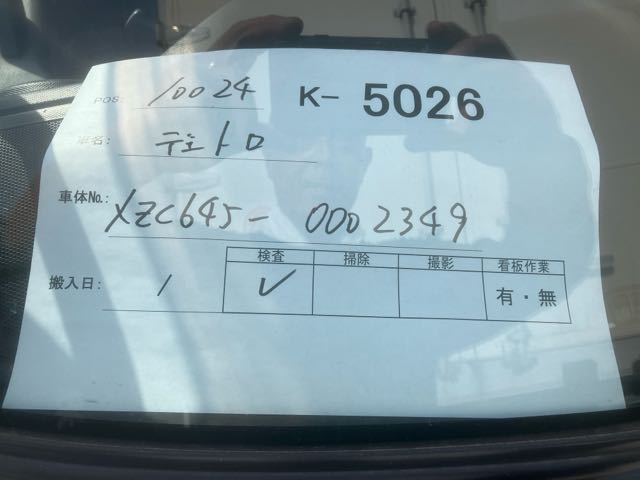 POS: 10024 K- 5026
車名: デュトロ
車体No.: XZC645- 0002349
検査 掃除 撮影 看板作業
搬入日: / ✓ 有・無